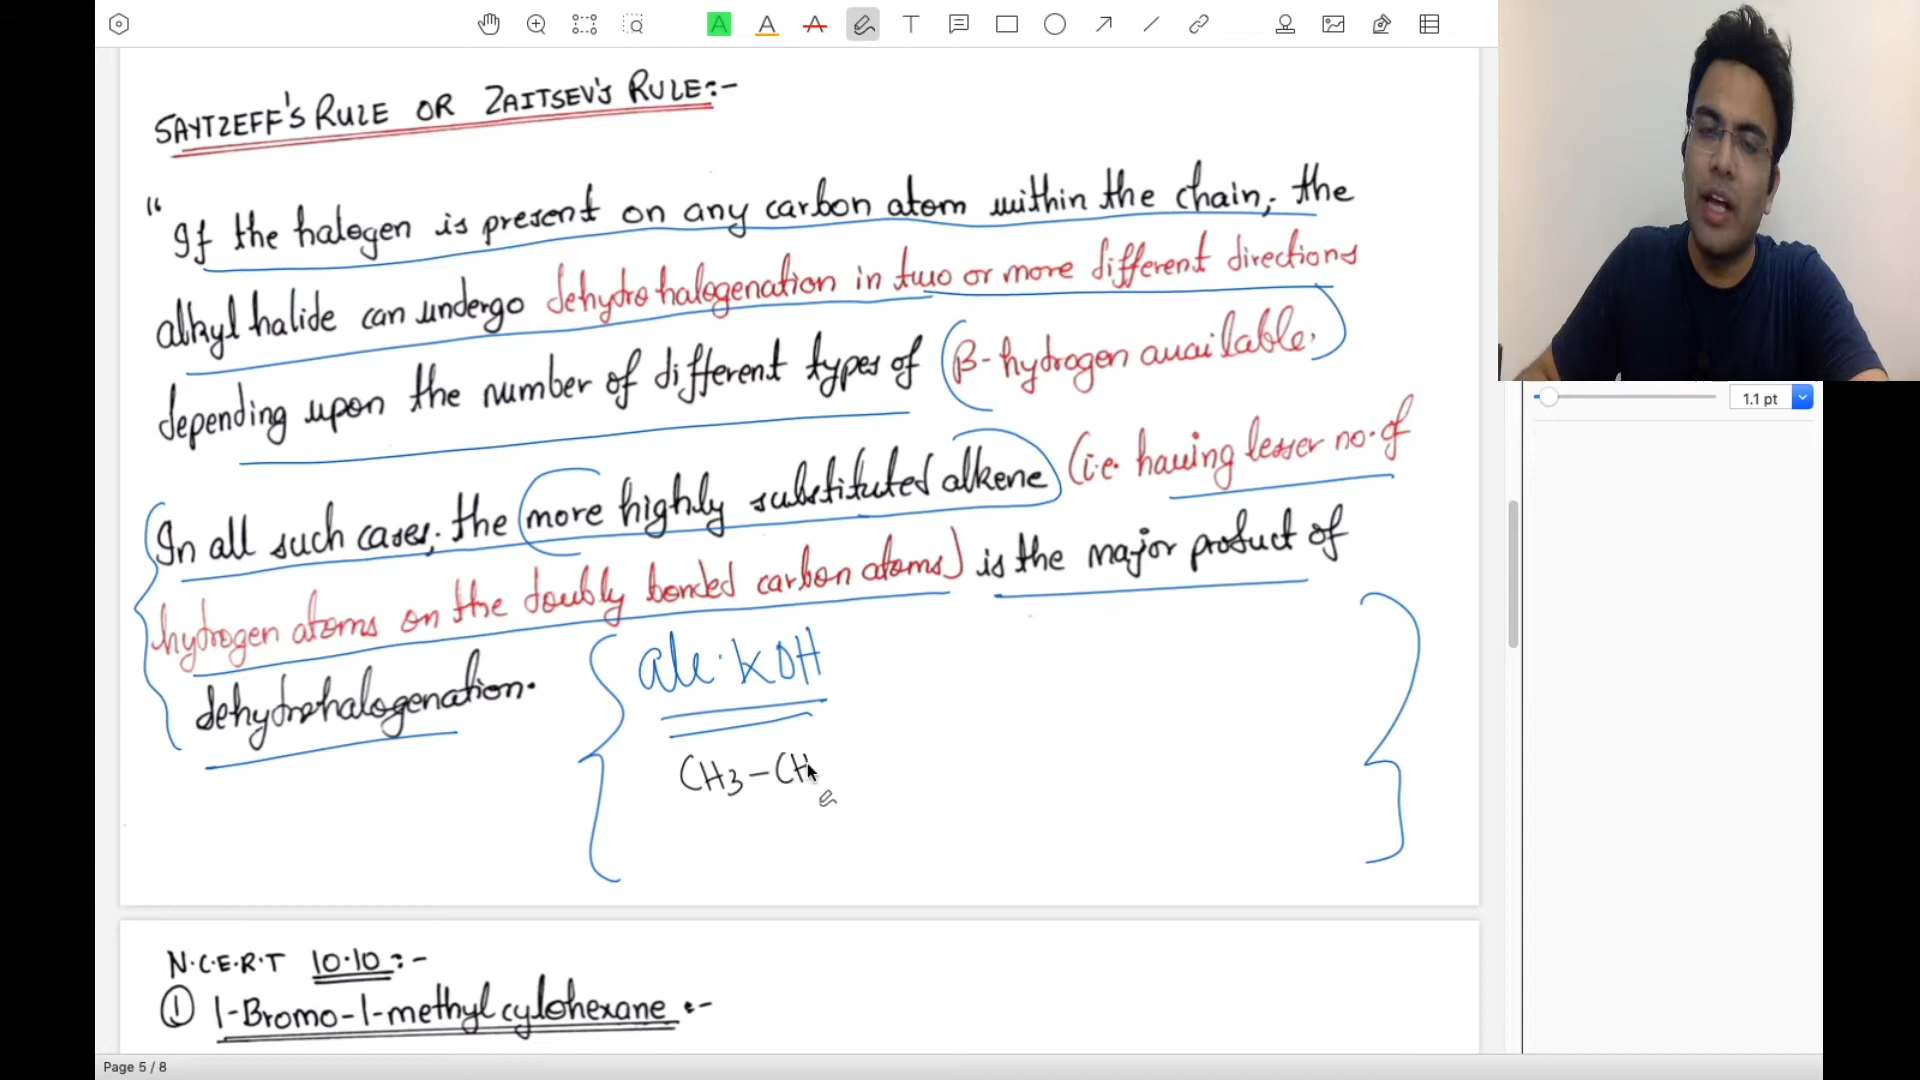 A A A T
SAYTZEFF'S RULE OR ZAITSEV'S RULE:-
"If the halogen is present on any carbon atom within the chain, the
alkyl halide can undergo dehydrohalogenation in two or more different directions
depending upon the number of different types of β-hydrogen available.
In all such cases, the more highly substituted alkene (i.e. having lesser no. of
hydrogen atoms on the doubly bonded carbon atoms) is the major product of
dehydrohalogenation.
alc. KOH
CH3-CH
1.1 pt
N.C.E.R.T 10.10:-
① 1-Bromo-1-methyl cylohexane :-
Page 5 / 8